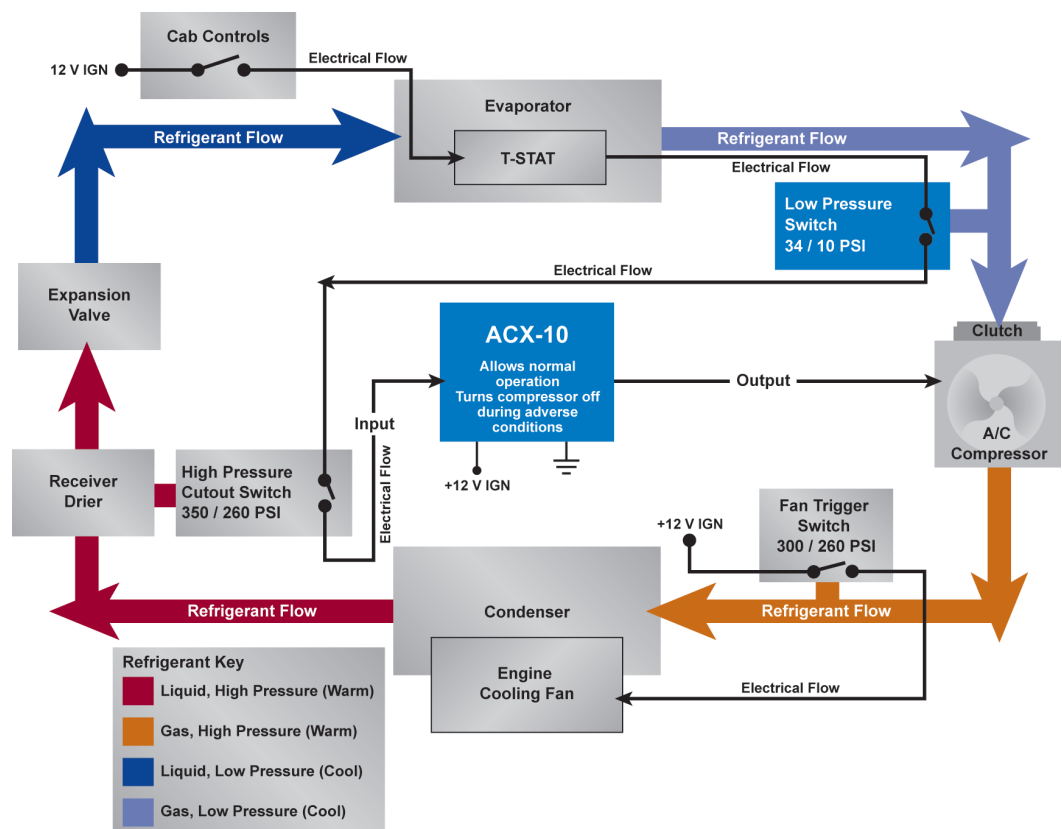 Cab Controls
12 V IGN
Electrical Flow
Evaporator
T-STAT
Refrigerant Flow
Refrigerant Flow
Electrical Flow
Low Pressure
Switch
34 / 10 PSI
Electrical Flow
Expansion
Valve
ACX-10
Allows normal
operation
Turns compressor off
during adverse
conditions
+12 V IGN
Input
Electrical Flow
Output
Clutch
A/C
Compressor
Receiver
Drier
High Pressure
Cutout Switch
350 / 260 PSI
+12 V IGN
Fan Trigger
Switch
300 / 260 PSI
Refrigerant Flow
Condenser
Refrigerant Flow
Engine
Cooling Fan
Electrical Flow
Refrigerant Key
Liquid, High Pressure (Warm)
Gas, High Pressure (Warm)
Liquid, Low Pressure (Cool)
Gas, Low Pressure (Cool)